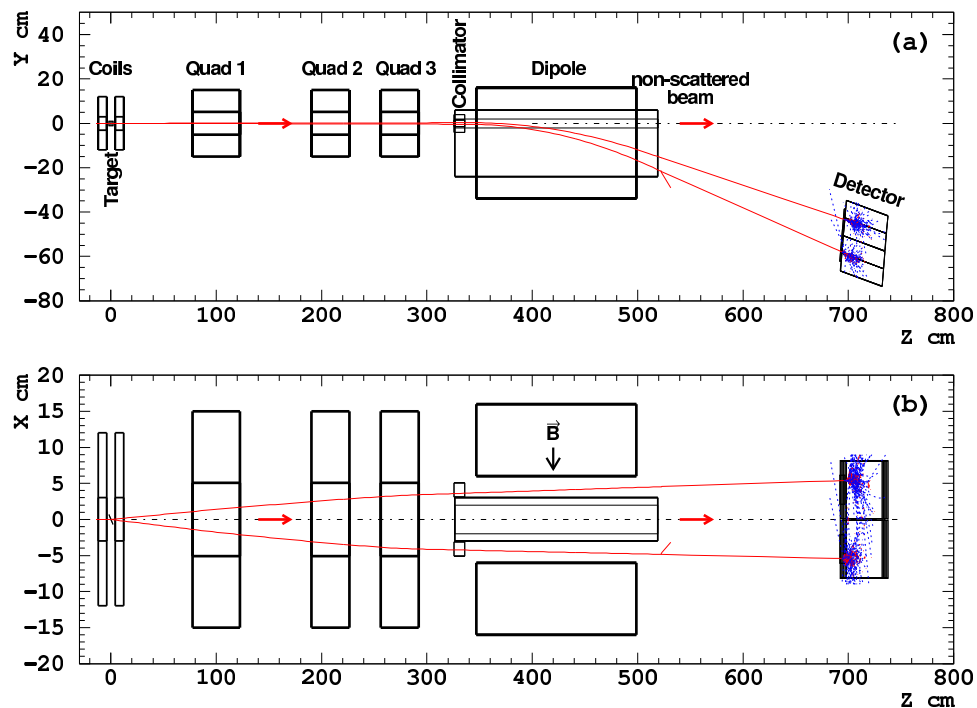 Y cm
(a)
Coils
Quad 1
Quad 2
Quad 3
Collimator
Dipole
non-scattered
beam
Target
Detector
40
20
0
-20
-40
-60
-80
0
100
200
300
400
500
600
700
800
Z cm
X cm
(b)
B
20
15
10
5
0
-5
-10
-15
-20
0
100
200
300
400
500
600
700
800
Z cm